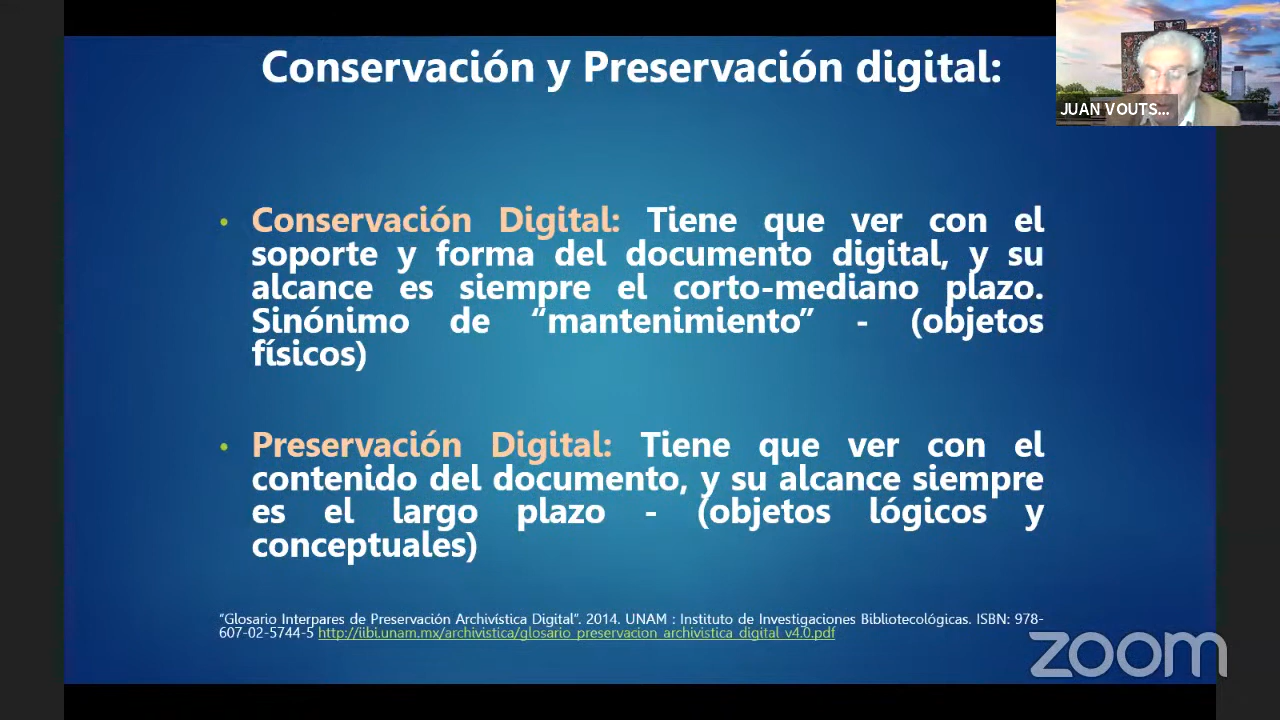 Conservación y Preservación digital:
JUAN VOUTS...
• Conservación Digital: Tiene que ver con el
soporte y forma del documento digital, y su
alcance es siempre el corto-mediano plazo.
Sinónimo de “mantenimiento” - (objetos
físicos)
• Preservación Digital: Tiene que ver con el
contenido del documento, y su alcance siempre
es el largo plazo - (objetos lógicos y
conceptuales)
“Glosario Interpares de Preservación Archivística Digital”. 2014. UNAM : Instituto de Investigaciones Bibliotecológicas. ISBN: 978-
607-02-5744-5 http://iibi.unam.mx/archivistica/glosario_preservacion_archivistica_digital_v4.0.pdf
zoom